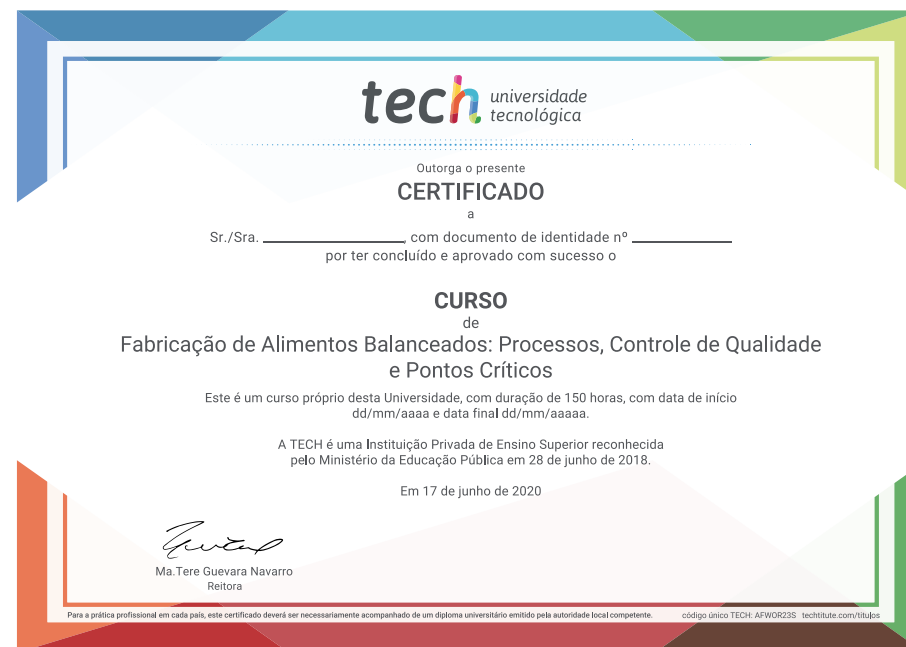 tech universidade
tecnológica
Outorga o presente
CERTIFICADO
a
Sr./Sra. ____________, com documento de identidade nº ____________
por ter concluído e aprovado com sucesso o
CURSO
de
Fabricação de Alimentos Balanceados: Processos, Controle de Qualidade
e Pontos Críticos
Este é um curso próprio desta Universidade, com duração de 150 horas, com data de início
dd/mm/aaaa e data final dd/mm/aaaaa.
A TECH é uma Instituição Privada de Ensino Superior reconhecida
pelo Ministério da Educação Pública em 28 de junho de 2018.
Em 17 de junho de 2020
Ma.Tere Guevara Navarro
Reitora
Para a prática profissional em cada país, este certificado deverá ser necessariamente acompanhado de um diploma universitário emitido pela autoridade local competente. código único TECH: AFWOR23S techtitute.com/titulos